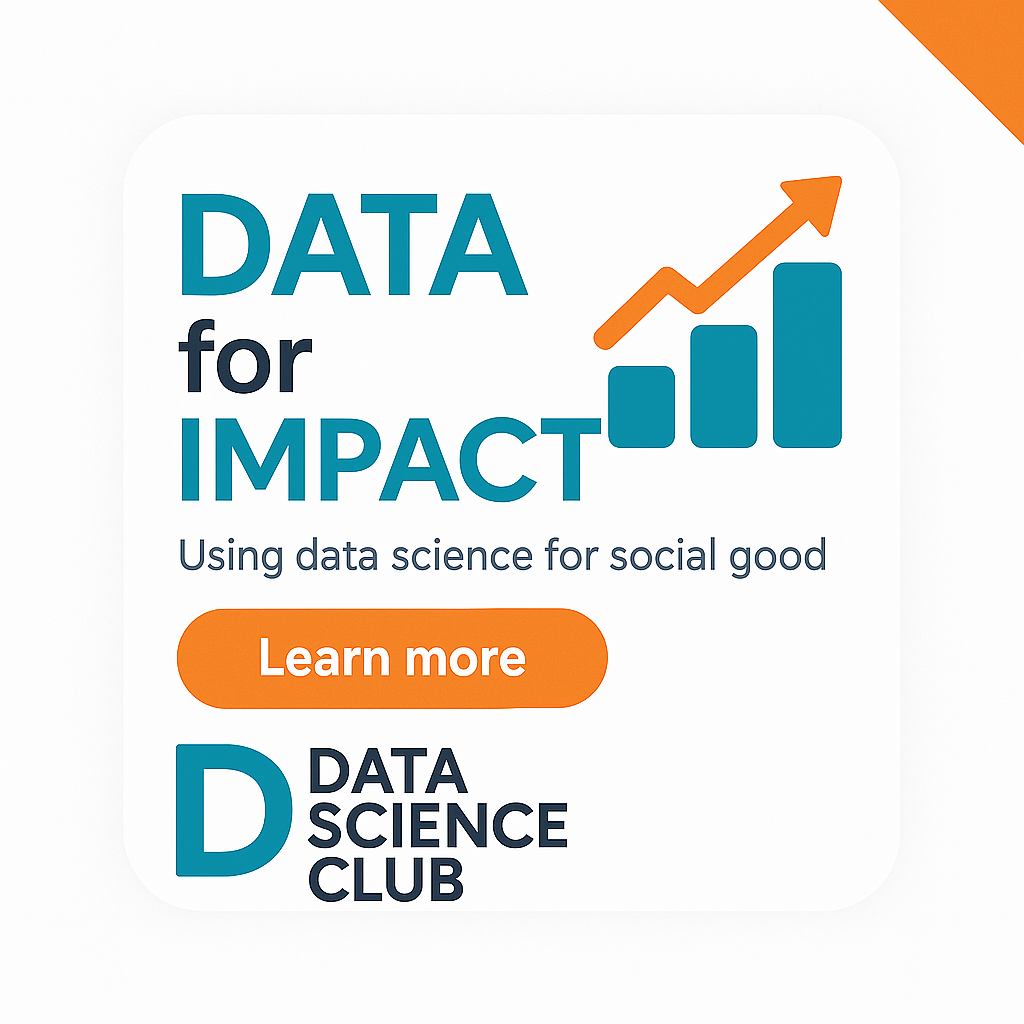 DATA
for
IMPACT
Using data science for social good
Learn more
D
DATA
SCIENCE
CLUB